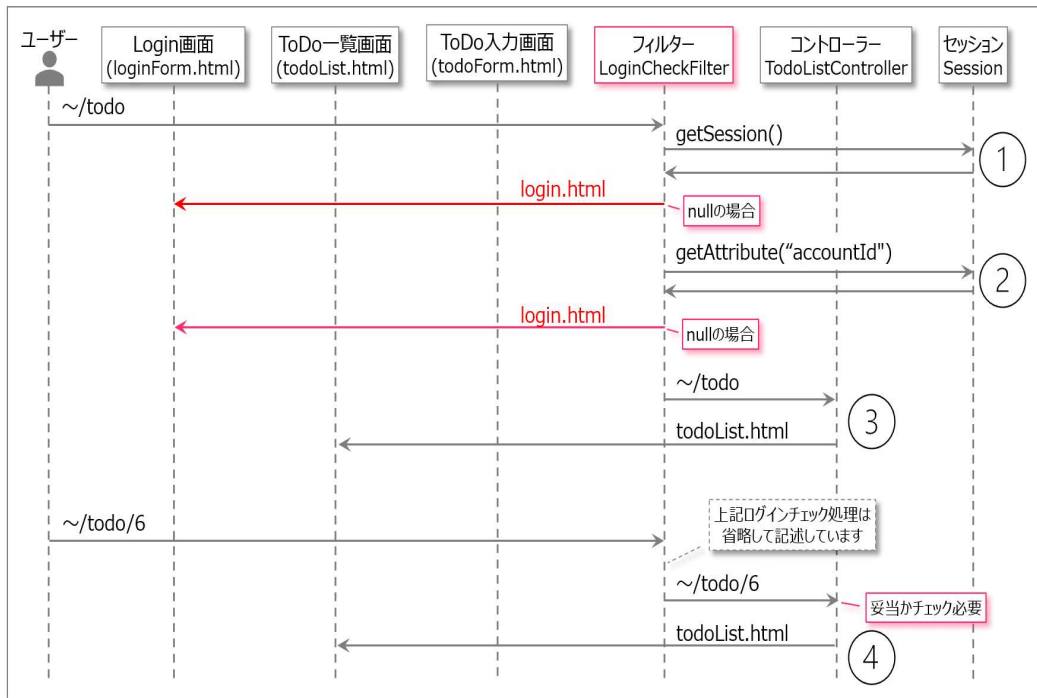 ユーザー
Login画面
(loginForm.html)
ToDo一覧画面
(todoList.html)
ToDo入力画面
(todoForm.html)
フィルター
LoginCheckFilter
コントローラー
TodoListController
セッション
Session
～/todo
getSession()
1
login.html
nullの場合
getAttribute(“accountId")
2
login.html
nullの場合
～/todo
3
todoList.html
～/todo/6
上記ログインチェック処理は
省略して記述しています
～/todo/6
妥当かチェック必要
todoList.html
4